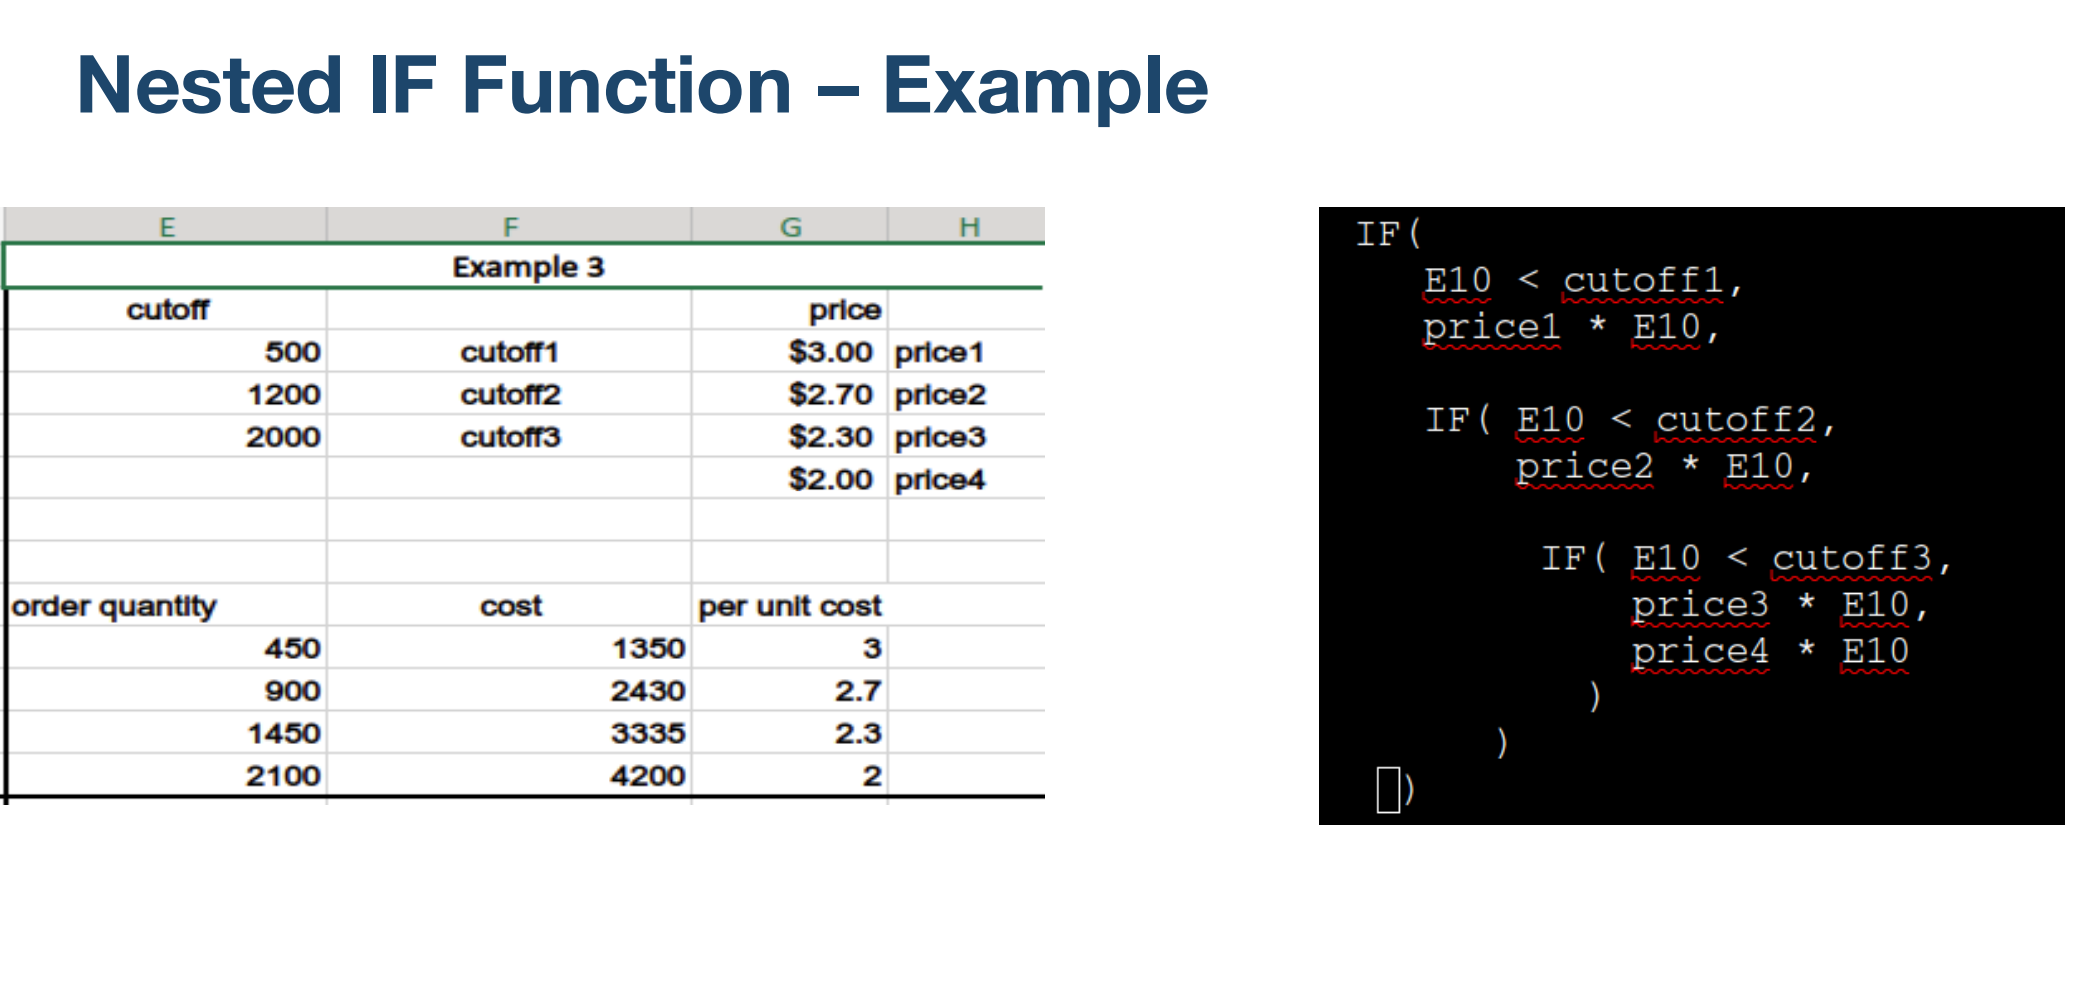 Nested IF Function – Example
E F G H
Example 3
cutoff price
500 cutoff1 $3.00 price1
1200 cutoff2 $2.70 price2
2000 cutoff3 $2.30 price3
$2.00 price4
order quantity cost per unit cost
450 1350 3
900 2430 2.7
1450 3335 2.3
2100 4200 2
IF(
E10 < cutoff1,
price1 * E10,
IF( E10 < cutoff2,
price2 * E10,
IF( E10 < cutoff3,
price3 * E10,
price4 * E10
)
)
)